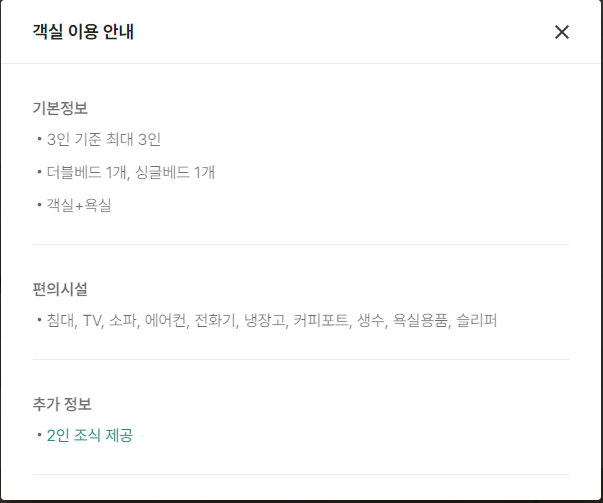 객실 이용 안내
기본정보
• 3인 기준 최대 3인
• 더블베드 1개, 싱글베드 1개
• 객실+욕실
편의시설
• 침대, TV, 소파, 에어컨, 전화기, 냉장고, 커피포트, 생수, 욕실용품, 슬리퍼
추가 정보
• 2인 조식 제공